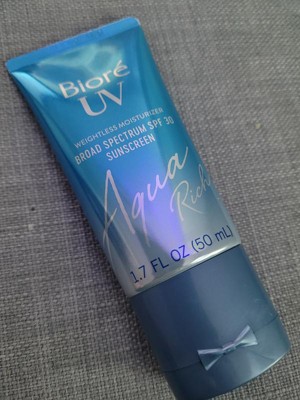 Bioré
UV
WEIGHTLESS MOISTURIZER
BROAD SPECTRUM SPF 30
SUNSCREEN
Aqua
Rich
1.7 FL OZ (50 mL)